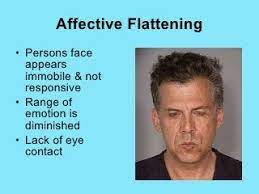 Affective Flattening
• Persons face
appears
immobile & not
responsive
• Range of
emotion is
diminished
• Lack of eye
contact